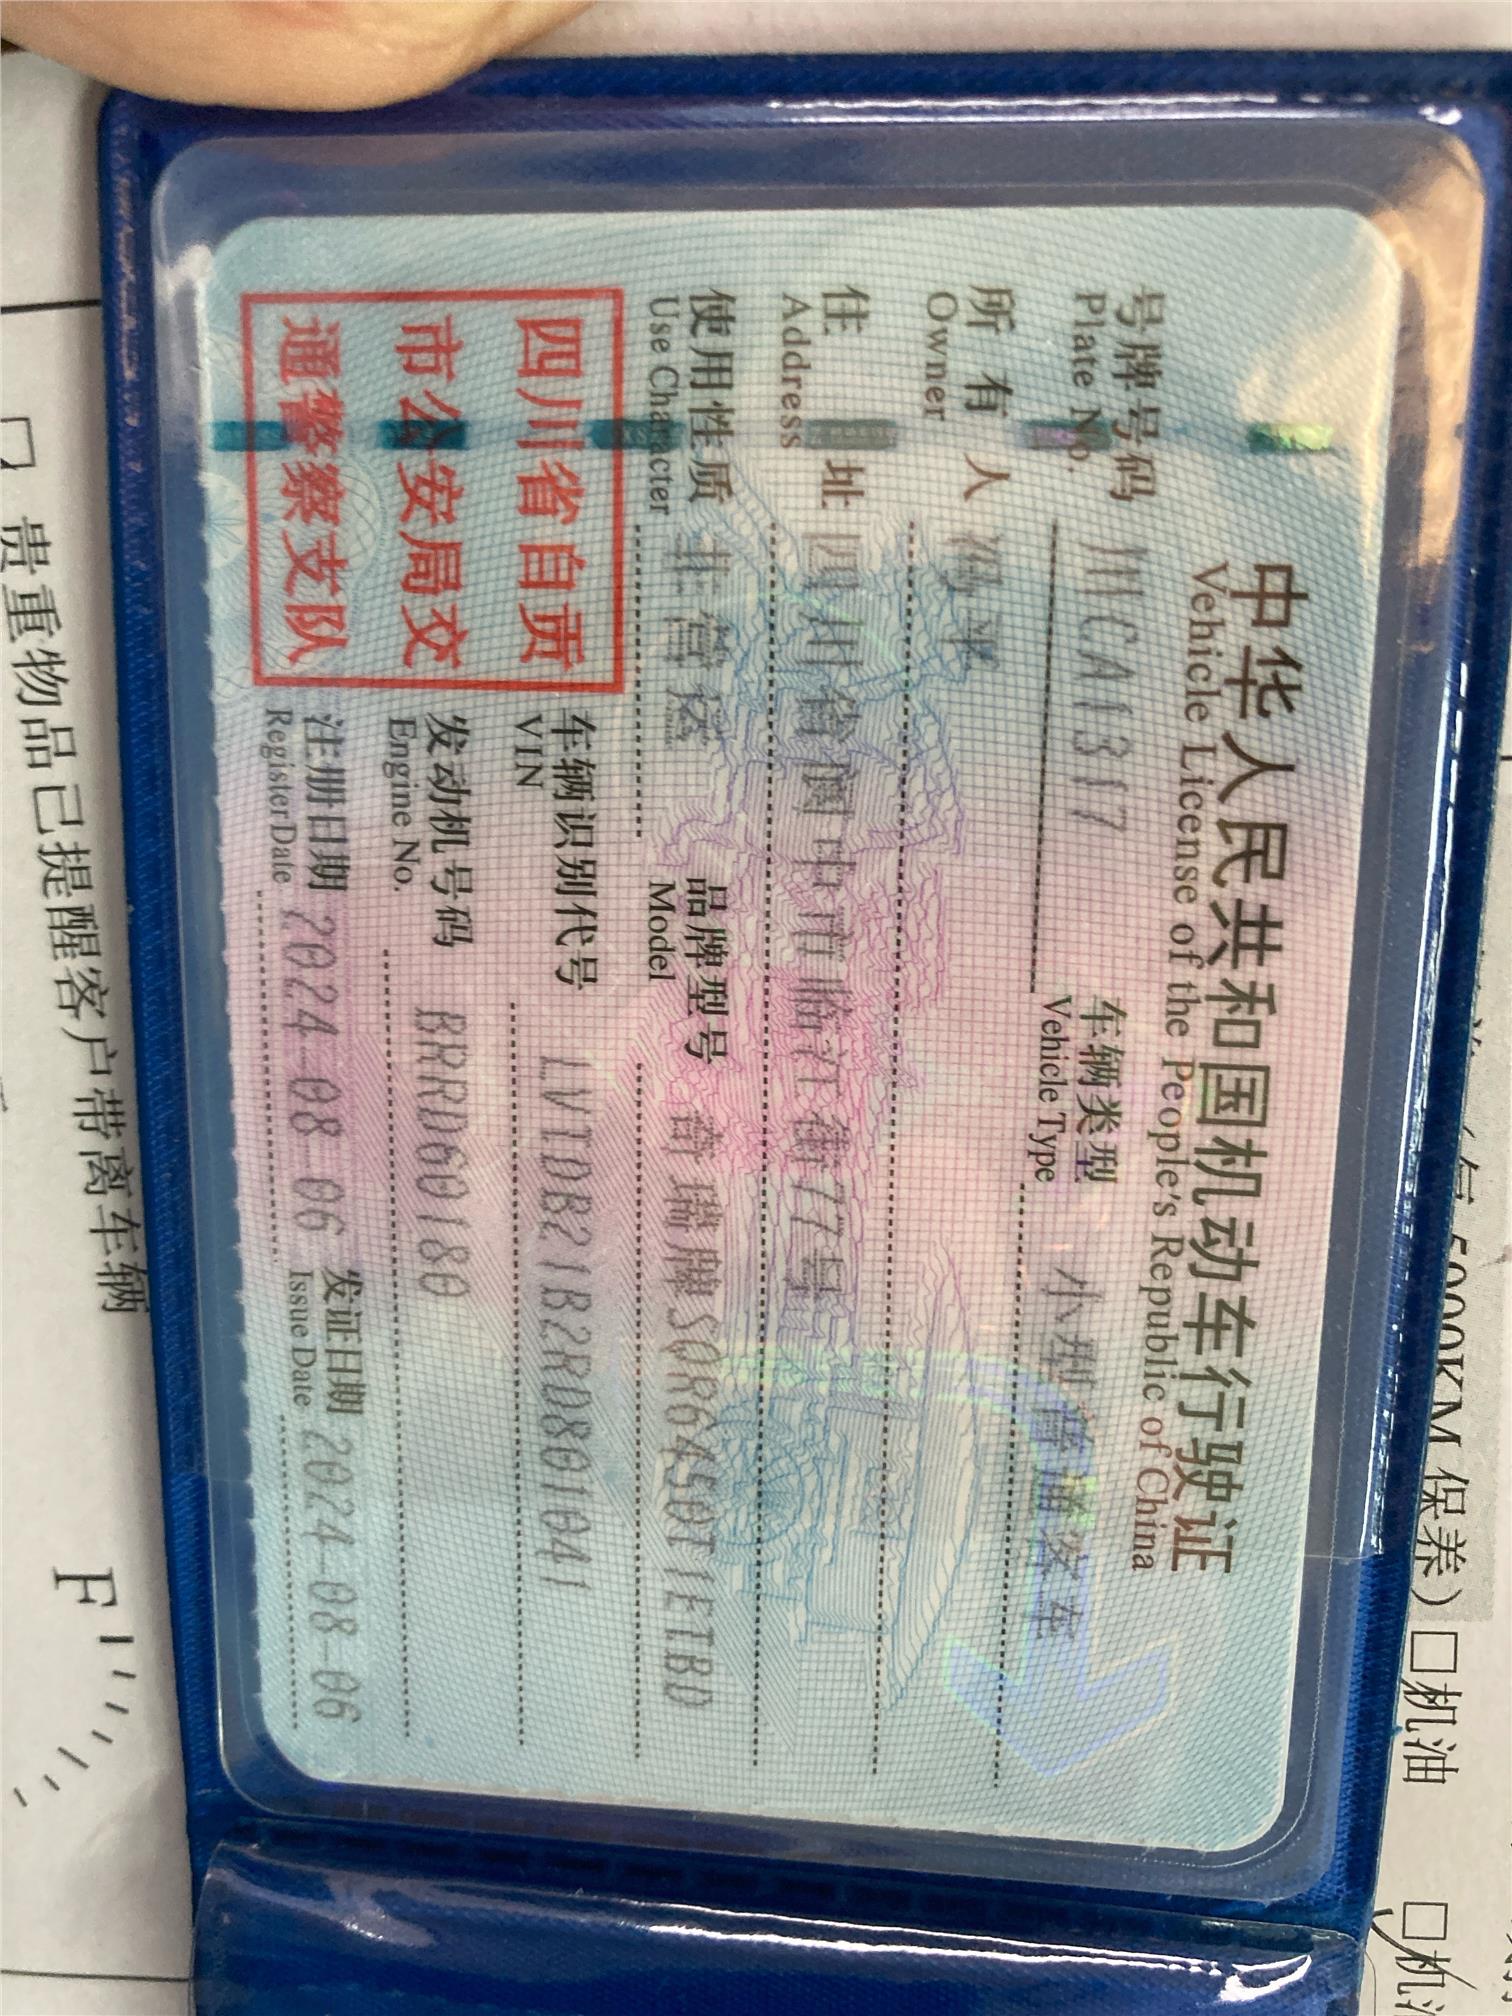 中华人民共和国机动车行驶证
Vehicle License of the People's Republic of China
号牌号码 川CA1317 车辆类型 小型普通客车
Plate No. Vehicle Type
所有人 冯平
Owner
住址 四川省阆中市临江街77号
Address
使用性质 非营运 品牌型号 奇瑞牌SQR6450T1ETBD
Use Character Model
四川省自贡
市公安局交
通警察支队
车辆识别代号 LVTDB21B2RD80104
VIN
发动机号码 BRRD60180
Engine No.
注册日期 2024-08-06 发证日期 2024-08-06
Register Date Issue Date
贵重物品已提醒客户带离车辆
F
5000KM 保养）□机油
□机